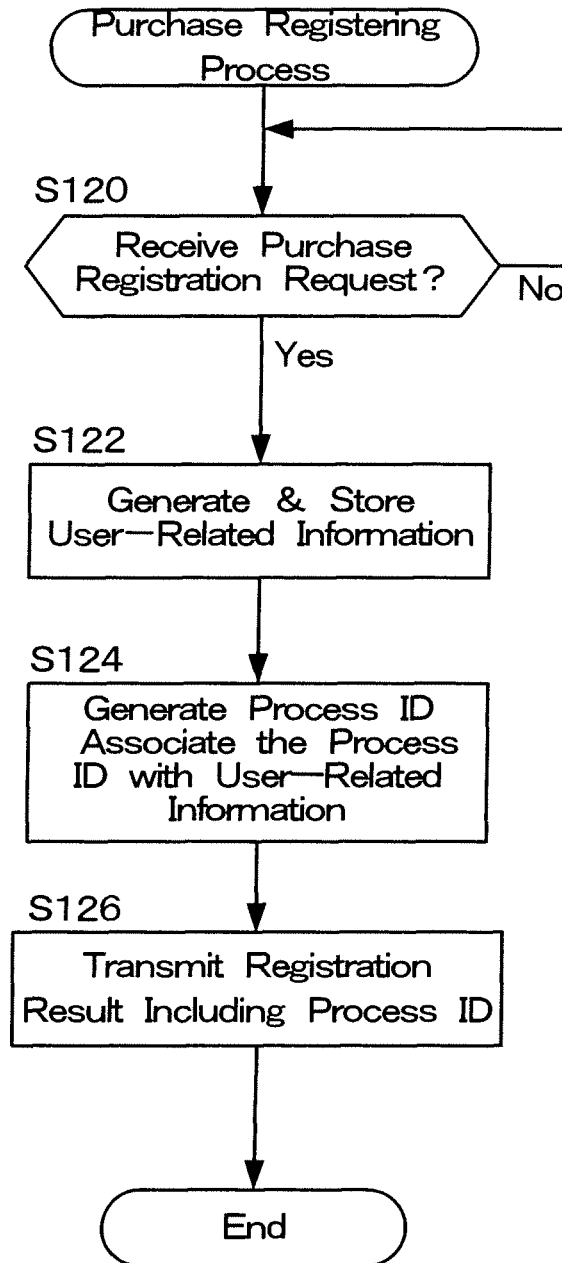 Purchase Registering
Process
S120
Receive Purchase
Registration Request?
No
Yes
S122
Generate & Store
User-Related Information
S124
Generate Process ID
Associate the Process
ID with User-Related
Information
S126
Transmit Registration
Result Including Process ID
End